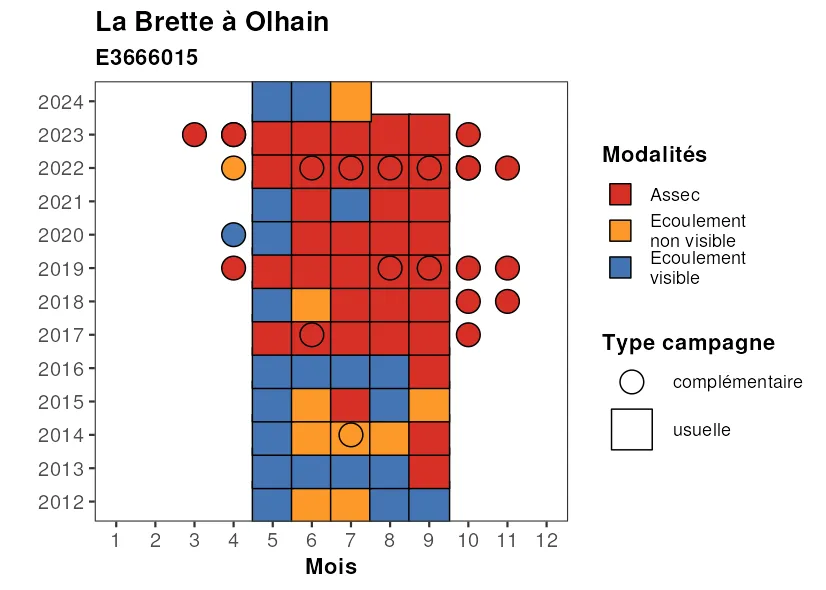 La Brette à Olhain
E3666015
2024
2023
2022
2021
2020
2019
2018
2017
2016
2015
2014
2013
2012
1 2 3 4 5 6 7 8 9 10 11 12
Mois
Modalités
Assec
Ecoulement
non visible
Ecoulement
visible
Type campagne
complémentaire
usuelle